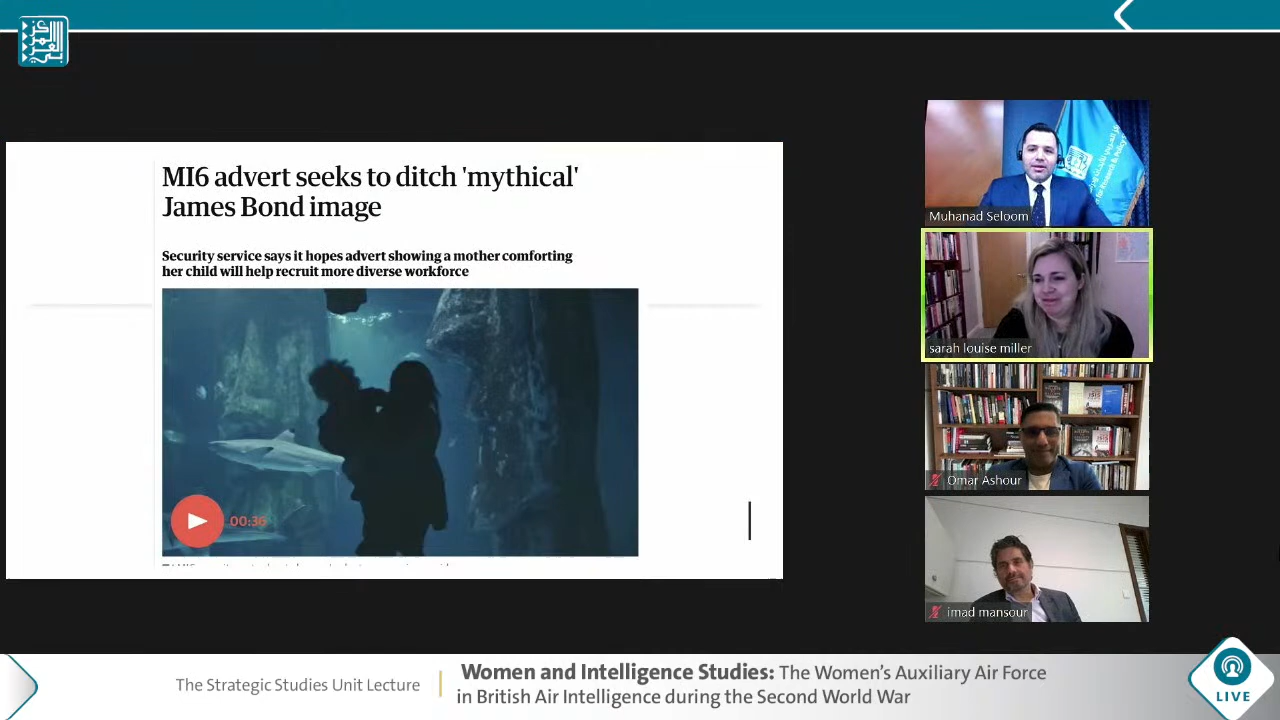 المركز العربي
MI6 advert seeks to ditch 'mythical'
James Bond image
Security service says it hopes advert showing a mother comforting
her child will help recruit more diverse workforce
00:36
Muhanad Seloom
sarah louise miller
Omar Ashour
imad mansour
The Strategic Studies Unit Lecture
Women and Intelligence Studies: The Women's Auxiliary Air Force
in British Air Intelligence during the Second World War
LIVE